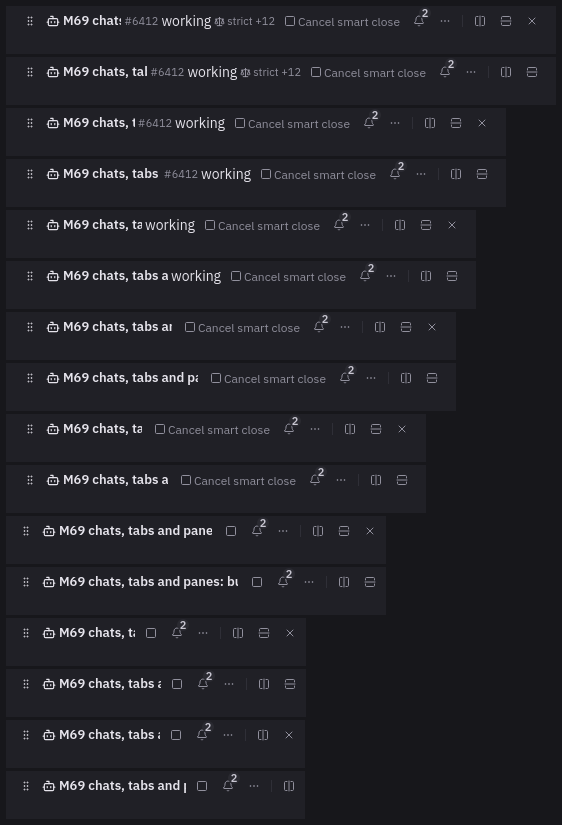 M69 chats #6412 working strict +12 Cancel smart close 2
M69 chats, tal #6412 working strict +12 Cancel smart close 2
M69 chats, t #6412 working Cancel smart close 2
M69 chats, tabs #6412 working Cancel smart close 2
M69 chats, ta working Cancel smart close 2
M69 chats, tabs a working Cancel smart close 2
M69 chats, tabs ar Cancel smart close 2
M69 chats, tabs and pa Cancel smart close 2
M69 chats, ta Cancel smart close 2
M69 chats, tabs a Cancel smart close 2
M69 chats, tabs and pane 2
M69 chats, tabs and panes: bu 2
M69 chats, ta 2
M69 chats, tabs a 2
M69 chats, tabs a 2
M69 chats, tabs and p 2